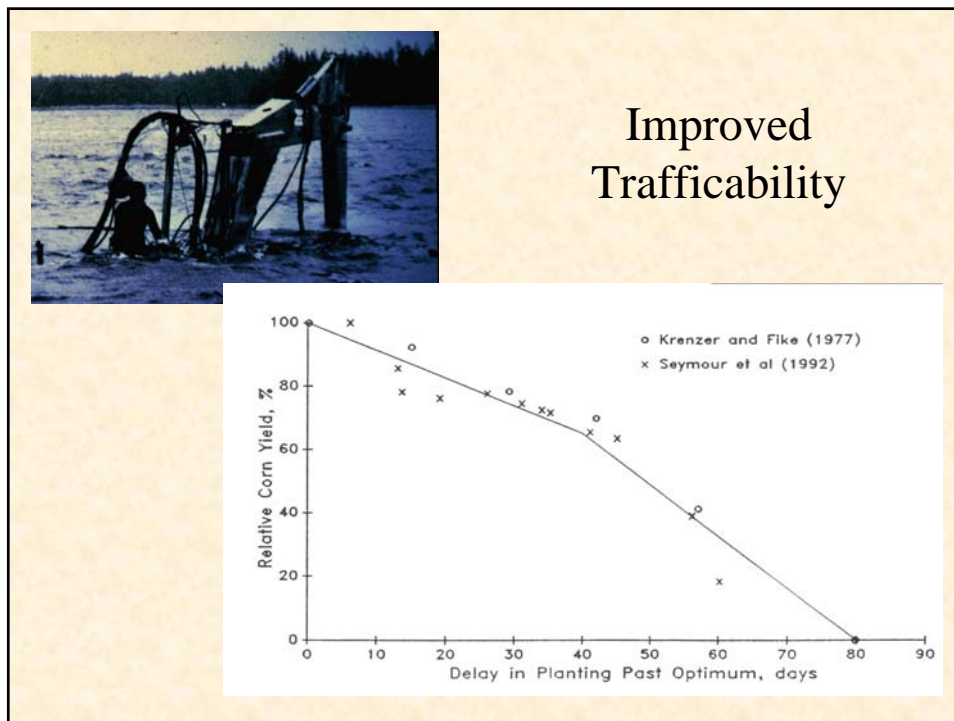 Improved
Trafficability
Relative Corn Yield, %
100
80
60
40
20
0
o Krenzer and Fike (1977)
x Seymour et al (1992)
0 10 20 30 40 50 60 70 80 90
Delay in Planting Past Optimum, days